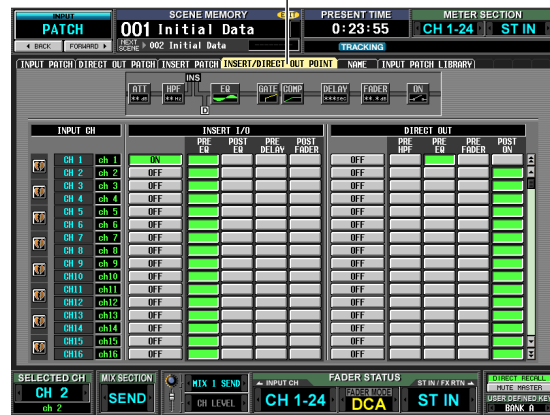 INPUT
PATCH
BACK
FORWARD
SCENE MEMORY
EDIT
001 Initial Data
NEXT SCENE 002 Initial Data
PRESENT TIME
0:23:55
TRACKING
METER SECTION
CH 1-24
ST IN
INPUT PATCH
DIRECT OUT PATCH
INSERT PATCH
INSERT/DIRECT OUT POINT
NAME
INPUT PATCH LIBRARY
INS
ATT
HPF
EQ
GATE
COMP
DELAY
FADER
ON
D
INPUT CH
INSERT I/O
DIRECT OUT
PRE EQ
POST EQ
PRE DELAY
POST FADER
PRE HPF
PRE EQ
PRE FADER
POST ON
CH 1 ch 1 ON OFF
CH 2 ch 2 OFF OFF
CH 3 ch 3 OFF OFF
CH 4 ch 4 OFF OFF
CH 5 ch 5 OFF OFF
CH 6 ch 6 OFF OFF
CH 7 ch 7 OFF OFF
CH 8 ch 8 OFF OFF
CH 9 ch 9 OFF OFF
CH10 ch10 OFF OFF
CH11 ch11 OFF OFF
CH12 ch12 OFF OFF
CH13 ch13 OFF OFF
CH14 ch14 OFF OFF
CH15 ch15 OFF OFF
CH16 ch16 OFF OFF
SELECTED CH
CH 2
ch 2
MIX SECTION
SEND
MIX 1 SEND
CH LEVEL
FADER STATUS
INPUT CH
CH 1-24
FADER MODE
DCA
ST IN / FX RTN
ST IN
DIRECT RECALL
MUTE MASTER
USER DEFINED KEY
BANK A